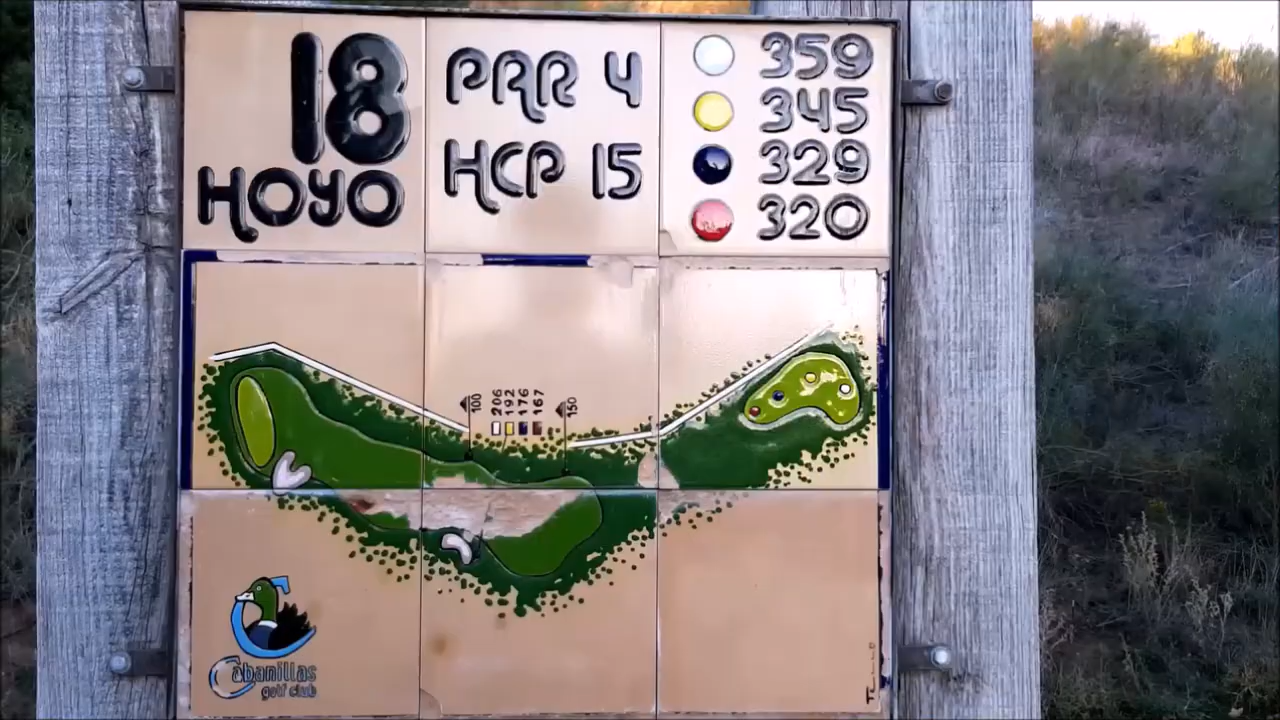 18
HOYO
PAR 4
HCP 15
359
345
329
320
100
206
192
176
167
150
Cabanillas
golf club